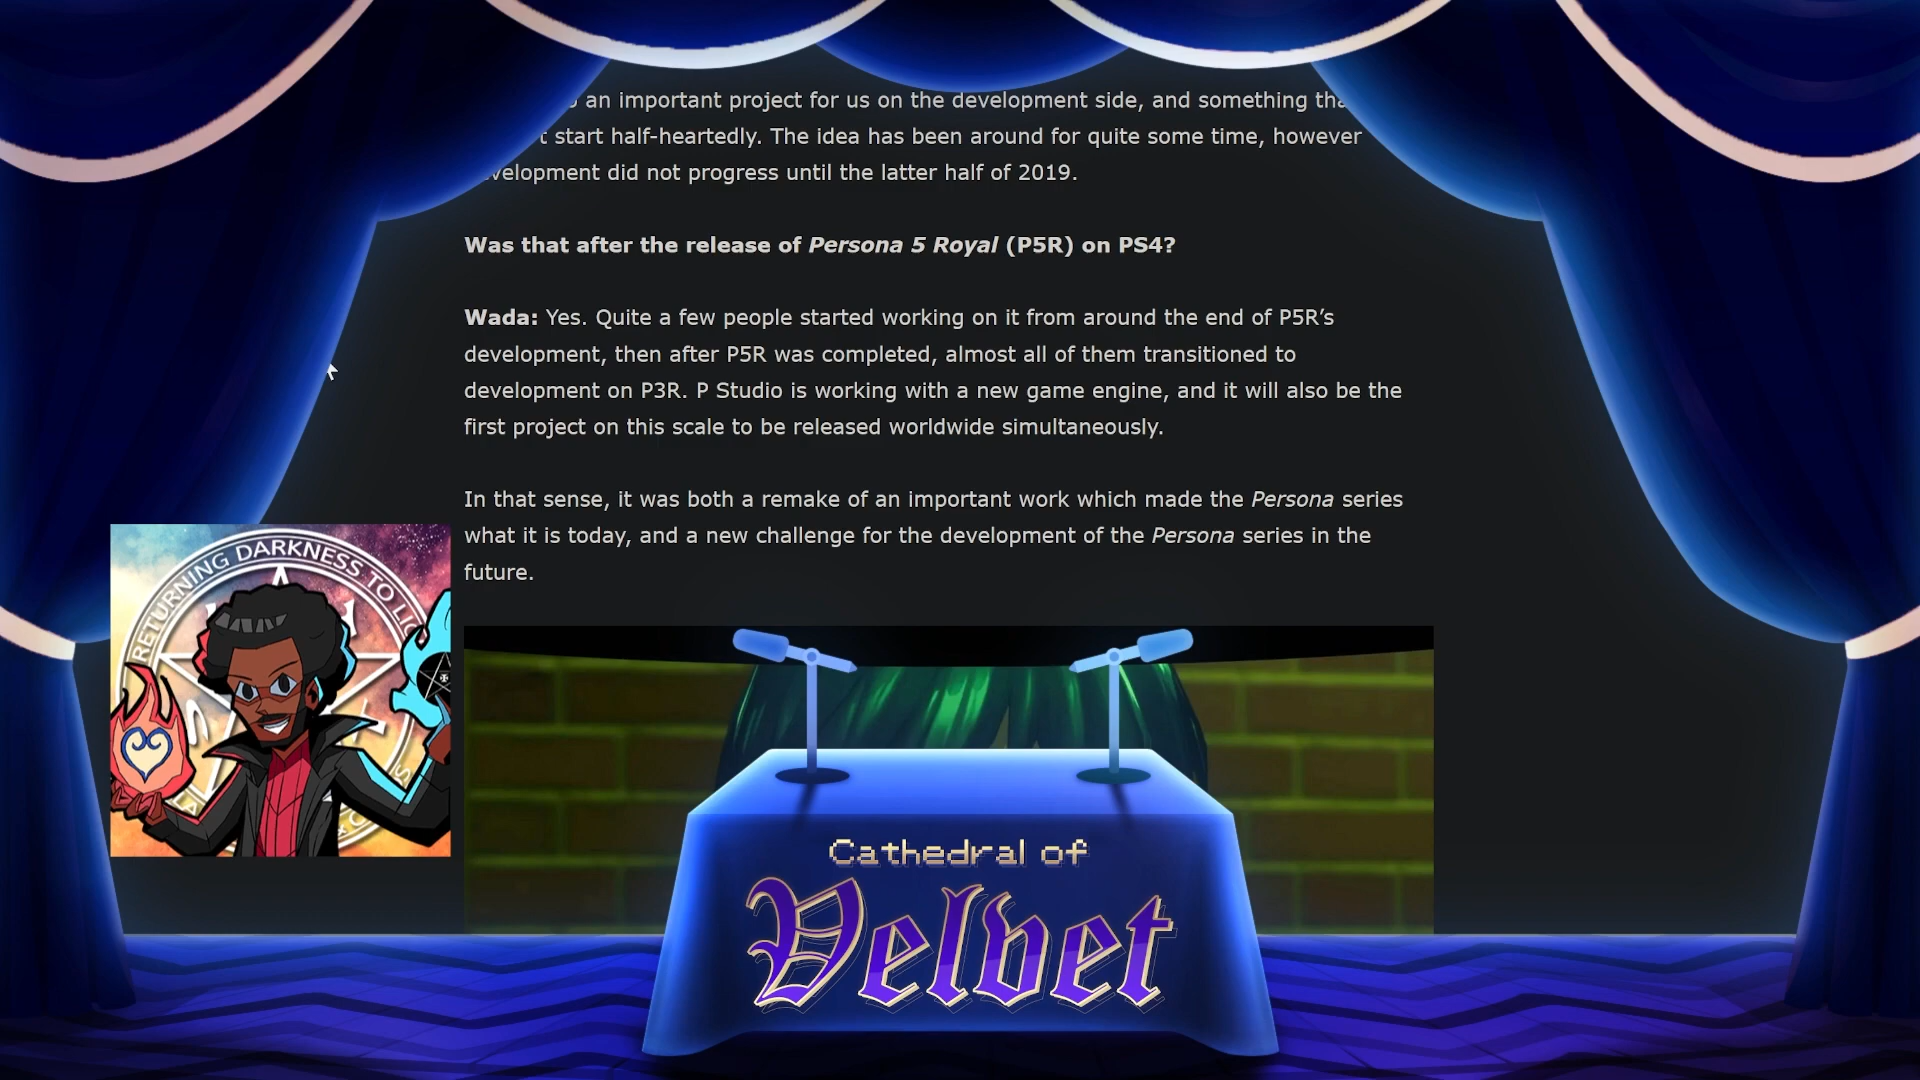 an important project for us on the development side, and something
start half-heartedly. The idea has been around for quite some time, however
development did not progress until the latter half of 2019.
Was that after the release of Persona 5 Royal (P5R) on PS4?
Wada: Yes. Quite a few people started working on it from around the end of P5R’s
development, then after P5R was completed, almost all of them transitioned to
development on P3R. P Studio is working with a new game engine, and it will also be the
first project on this scale to be released worldwide simultaneously.
In that sense, it was both a remake of an important work which made the Persona series
what it is today, and a new challenge for the development of the Persona series in the
future.
RETURNING DARKNESS TO
Cathedral of
Velvet